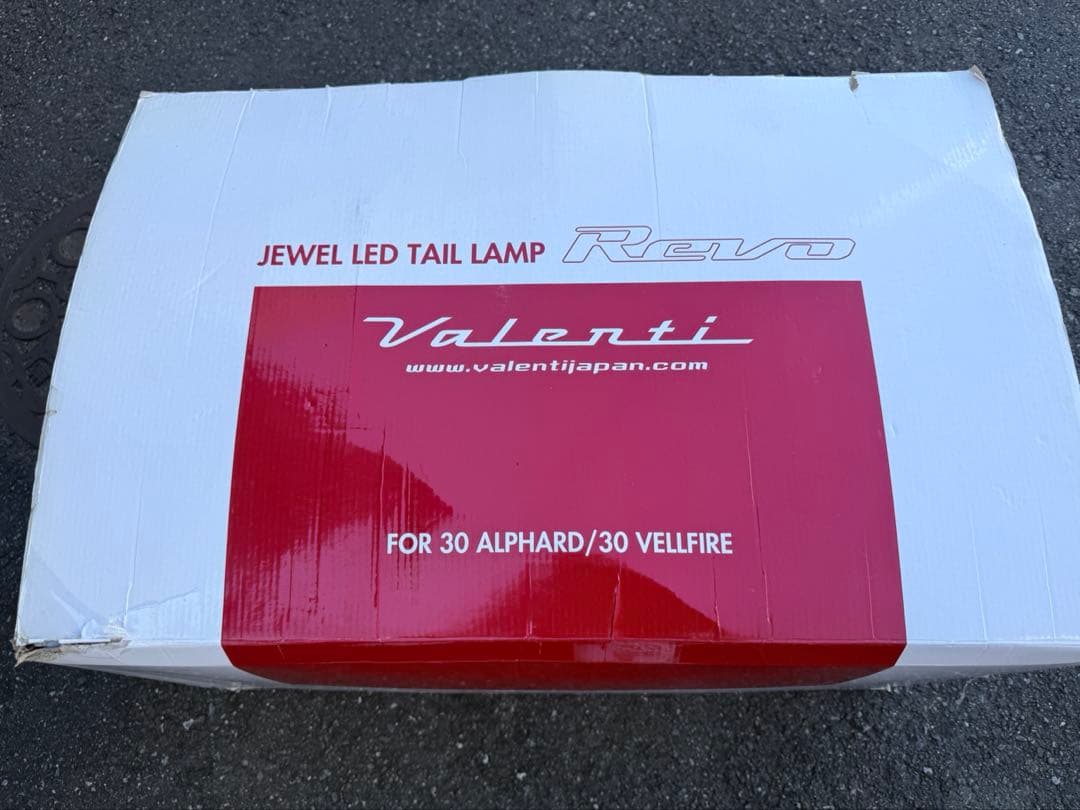 JEWEL LED TAIL LAMP Revo
Valenti
www.valentijapan.com
FOR 30 ALPHARD/30 VELLFIRE